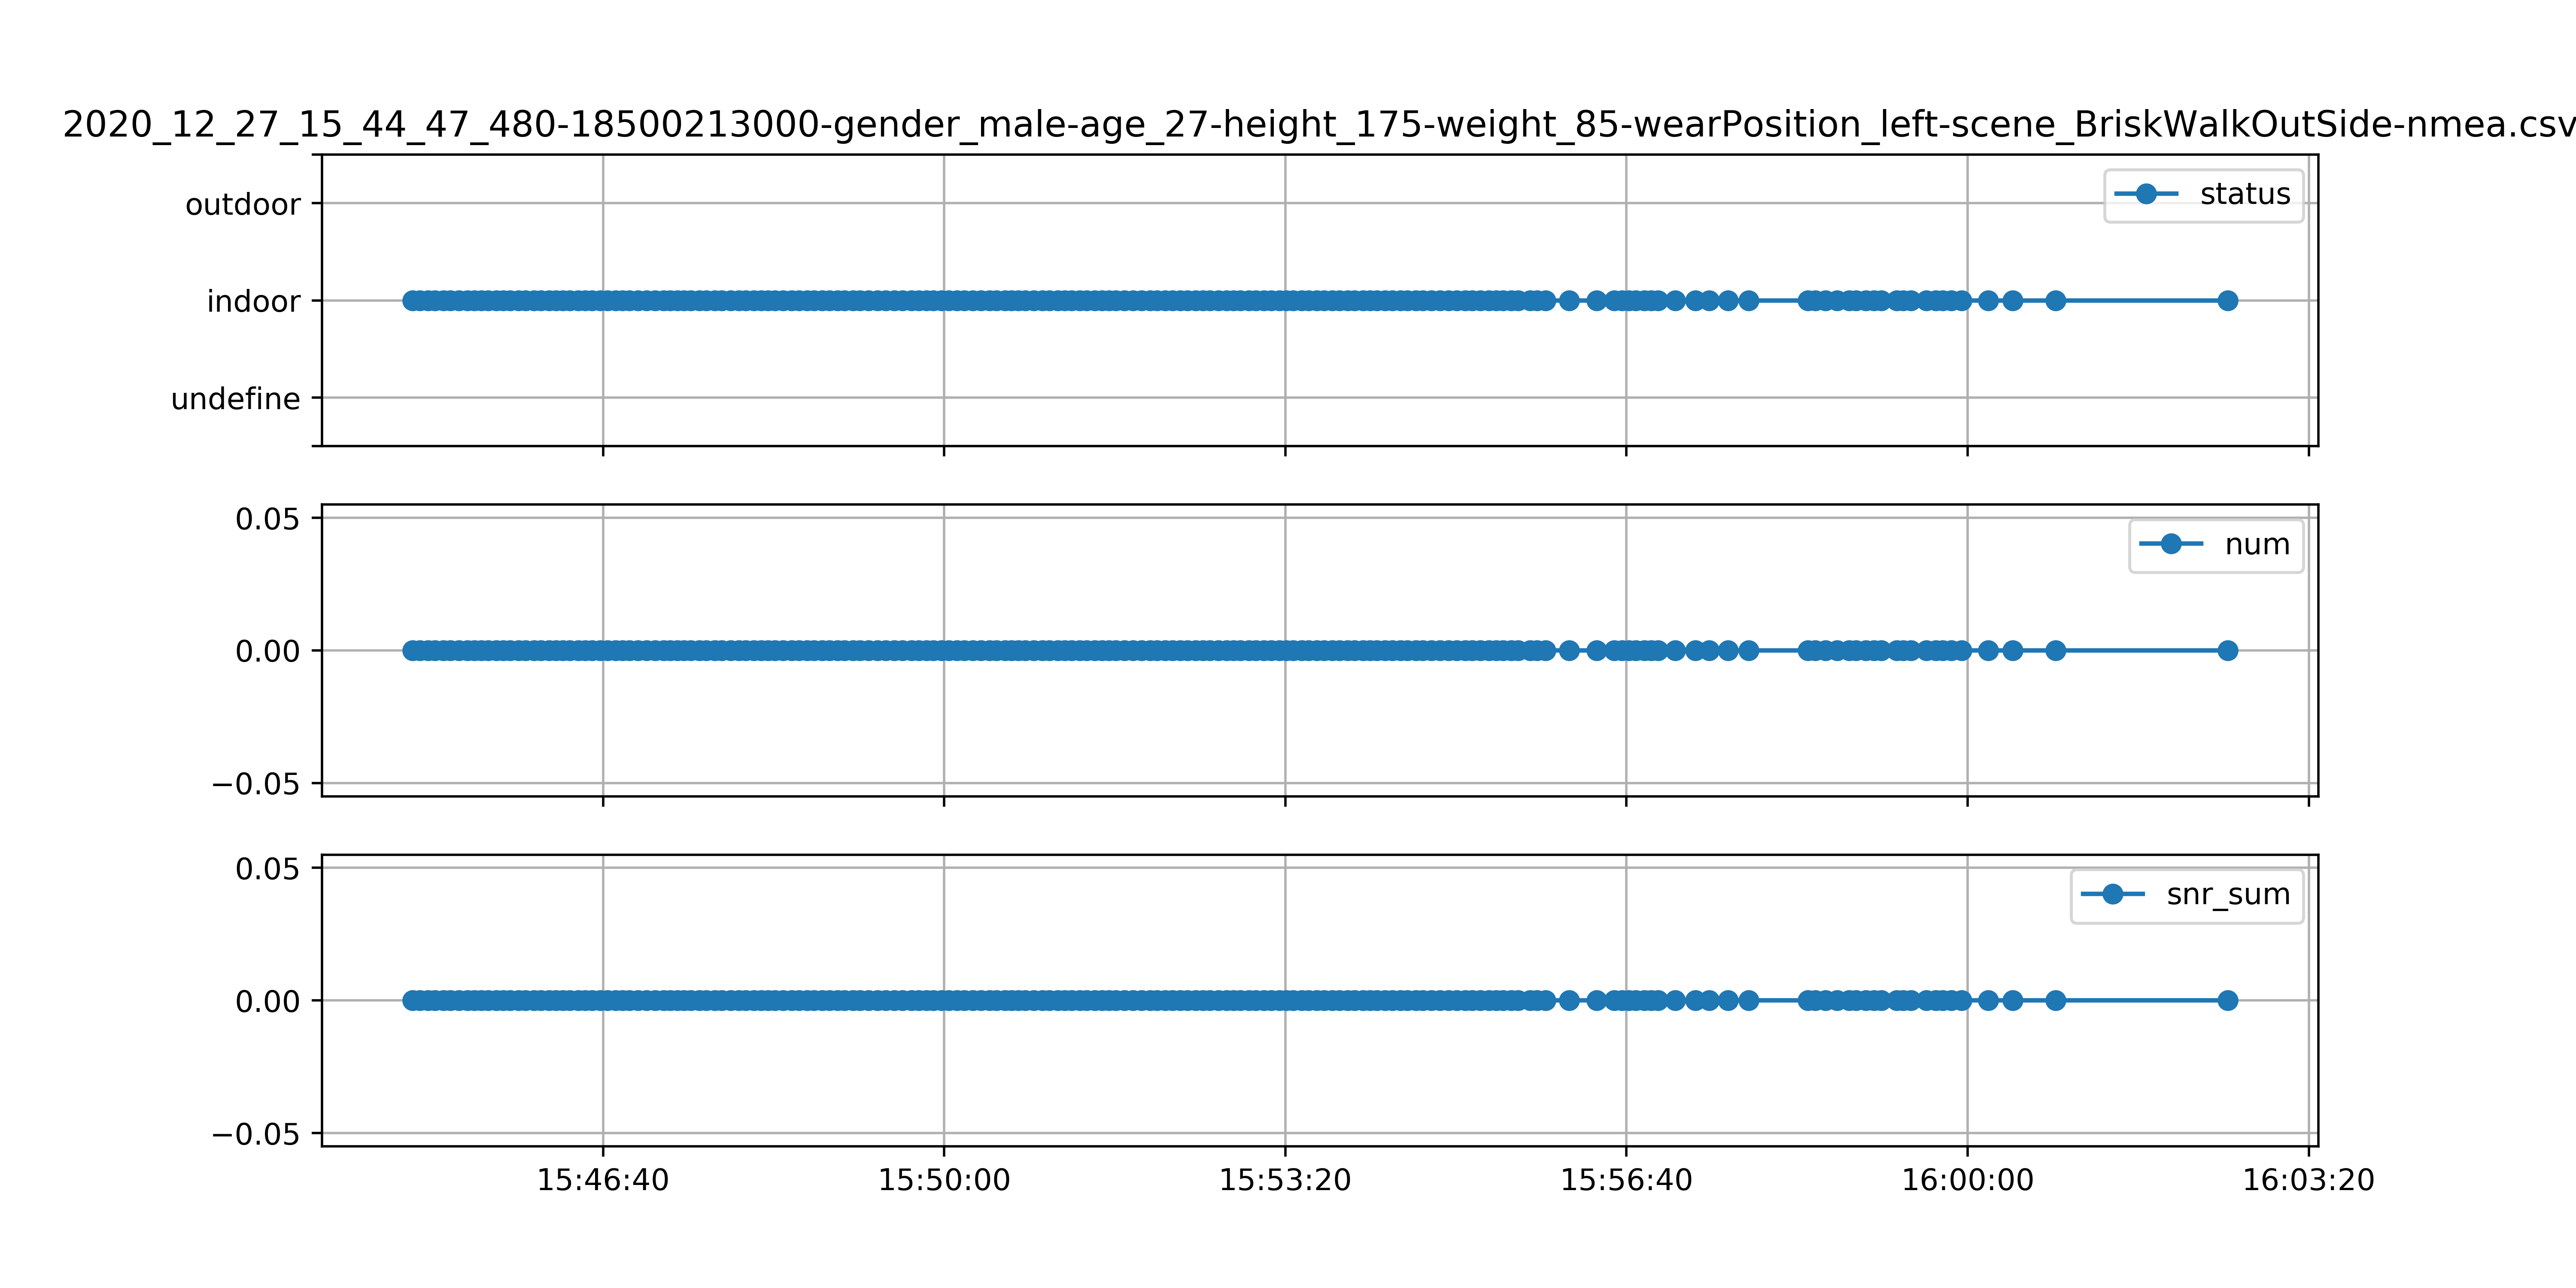 2020_12_27_15_44_47_480-18500213000-gender_male-age_27-height_175-weight_85-wearPosition_left-scene_BriskWalkOutSide-nmea.csv
outdoor
status
indoor
undefine
0.05
num
0.00
−0.05
0.05
snr_sum
0.00
−0.05
15:46:40 15:50:00 15:53:20 15:56:40 16:00:00 16:03:20